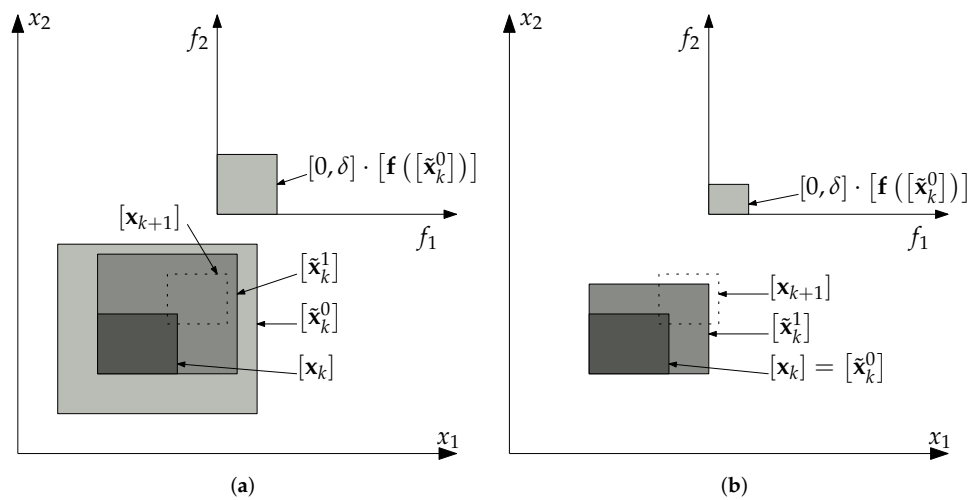 x₂
f₂
[0, δ] · [𝐟 ([𝐱̃ₖ⁰])]
f₁
[𝐱ₖ₊₁]
[𝐱̃ₖ¹]
[𝐱̃ₖ⁰]
[𝐱ₖ]
x₁
(a)
x₂
f₂
[0, δ] · [𝐟 ([𝐱̃ₖ⁰])]
f₁
[𝐱ₖ₊₁]
[𝐱̃ₖ¹]
[𝐱ₖ] = [𝐱̃ₖ⁰]
x₁
(b)